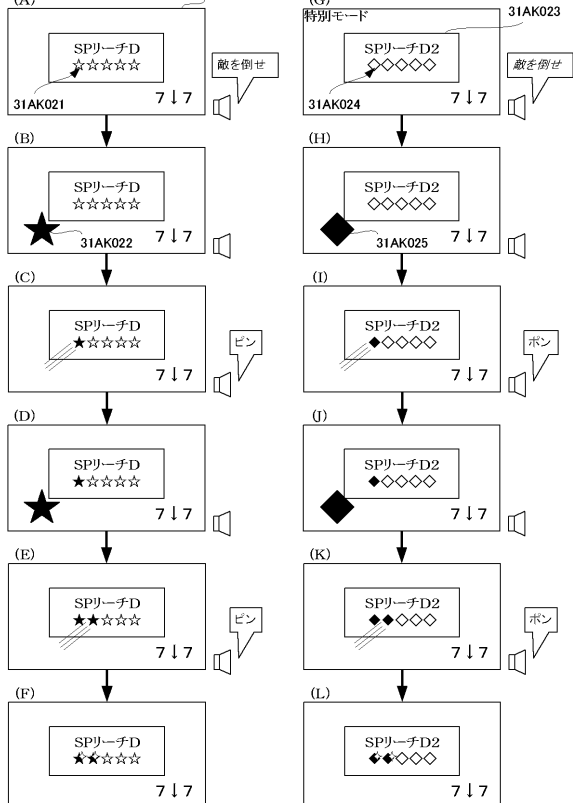 (A)
SPリーチD
☆☆☆☆☆
敵を倒せ
31AK021
7↓7
(B)
SPリーチD
☆☆☆☆☆
31AK022
7↓7
(C)
SPリーチD
★☆☆☆☆
ピン
7↓7
(D)
SPリーチD
★☆☆☆☆
7↓7
(E)
SPリーチD
★★☆☆☆
ピン
7↓7
(F)
SPリーチD
★★☆☆☆
7↓7
(G)
特別モード
31AK023
SPリーチD2
◇◇◇◇◇
敵を倒せ
31AK024
7↓7
(H)
SPリーチD2
◇◇◇◇◇
31AK025
7↓7
(I)
SPリーチD2
◆◇◇◇◇
ポン
7↓7
(J)
SPリーチD2
◆◇◇◇◇
7↓7
(K)
SPリーチD2
◆◆◇◇◇
ポン
7↓7
(L)
SPリーチD2
◆◆◇◇◇
7↓7